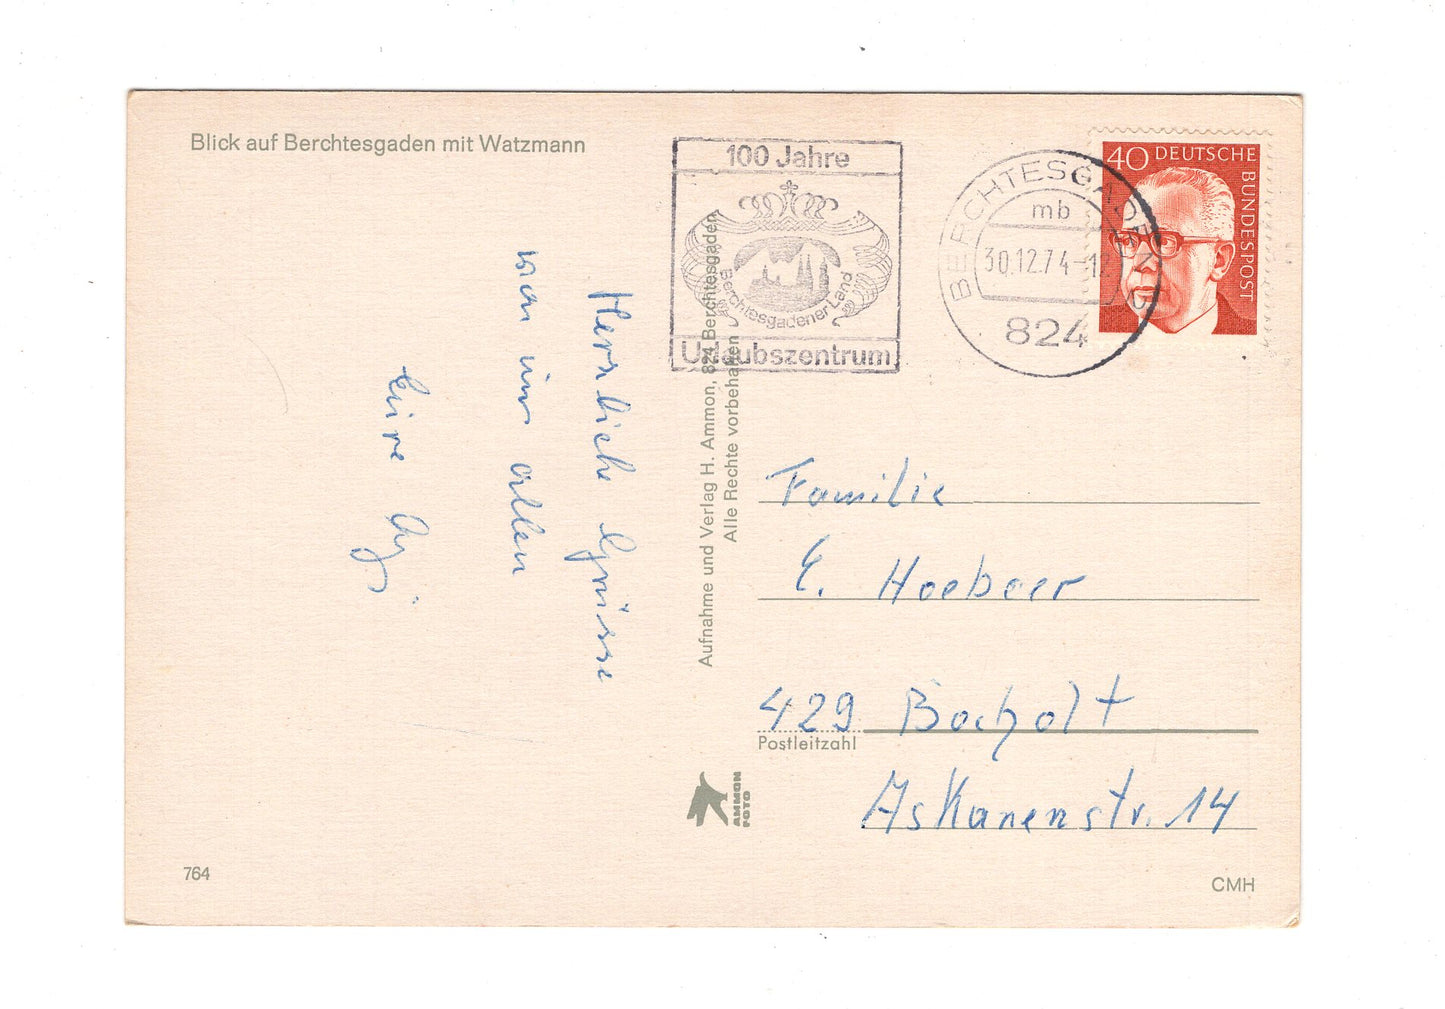 Blick auf Berchtesgaden mit Watzmann
100 Jahre
Berchtesgadener Land
Urlaubszentrum
BERCHTESGADEN
mb
30.12.74-12
824
40 DEUTSCHE
BUNDESPOST
Herzliche Grüsse
von uns allen
Eure
Aufnahme und Verlag H. Ammon, 824 Berchtesgaden
Alle Rechte vorbehalten
Familie
E. Hoebeer
429 Bocholt
Postleitzahl
Askanenstr. 14
AMMON
FOTO
764
CMH